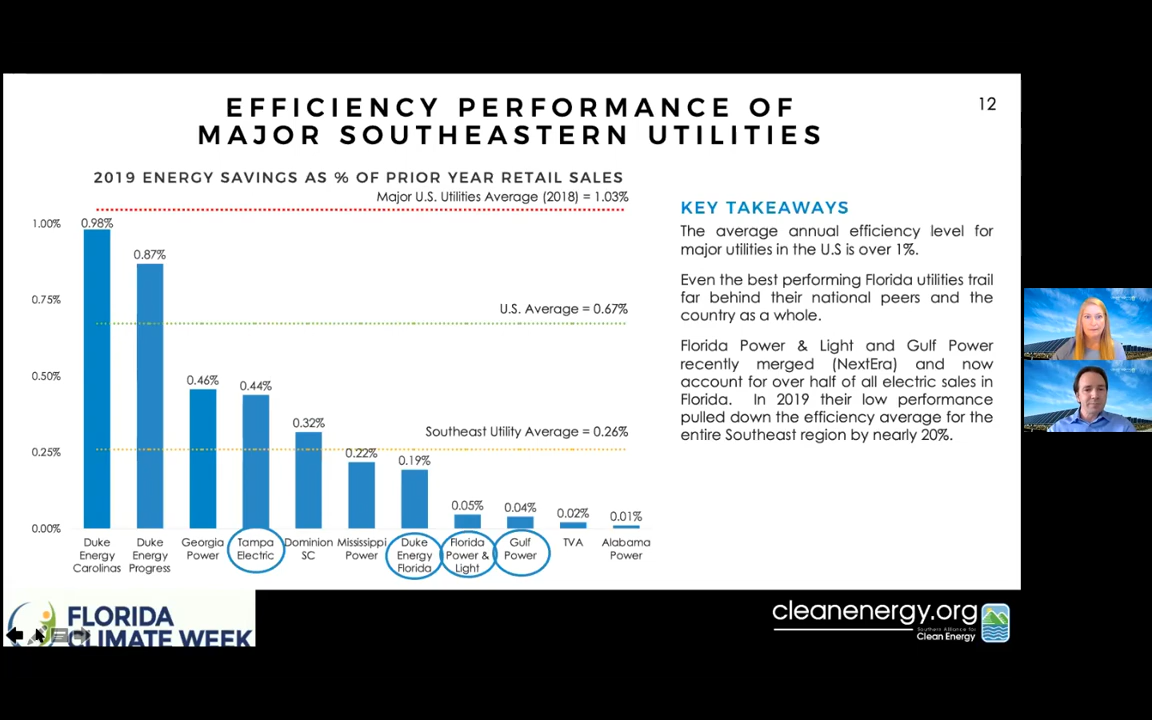 EFFICIENCY PERFORMANCE OF
MAJOR SOUTHEASTERN UTILITIES
12
2019 ENERGY SAVINGS AS % OF PRIOR YEAR RETAIL SALES
Major U.S. Utilities Average (2018) = 1.03%
1.00%
0.75%
0.50%
0.25%
0.00%
0.98%
0.87%
0.46%
0.44%
0.32%
0.22%
0.19%
0.05%
0.04%
0.02%
0.01%
U.S. Average = 0.67%
Southeast Utility Average = 0.26%
Duke
Energy
Carolinas
Duke
Energy
Progress
Georgia
Power
Tampa
Electric
Dominion
SC
Mississippi
Power
Duke
Energy
Florida
Florida
Power &
Light
Gulf
Power
TVA
Alabama
Power
KEY TAKEAWAYS
The average annual efficiency level for
major utilities in the U.S is over 1%.
Even the best performing Florida utilities trail
far behind their national peers and the
country as a whole.
Florida Power & Light and Gulf Power
recently merged (NextEra) and now
account for over half of all electric sales in
Florida. In 2019 their low performance
pulled down the efficiency average for the
entire Southeast region by nearly 20%.
FLORIDA
CLIMATE WEEK
cleanenergy.org
Southern Alliance for
Clean Energy